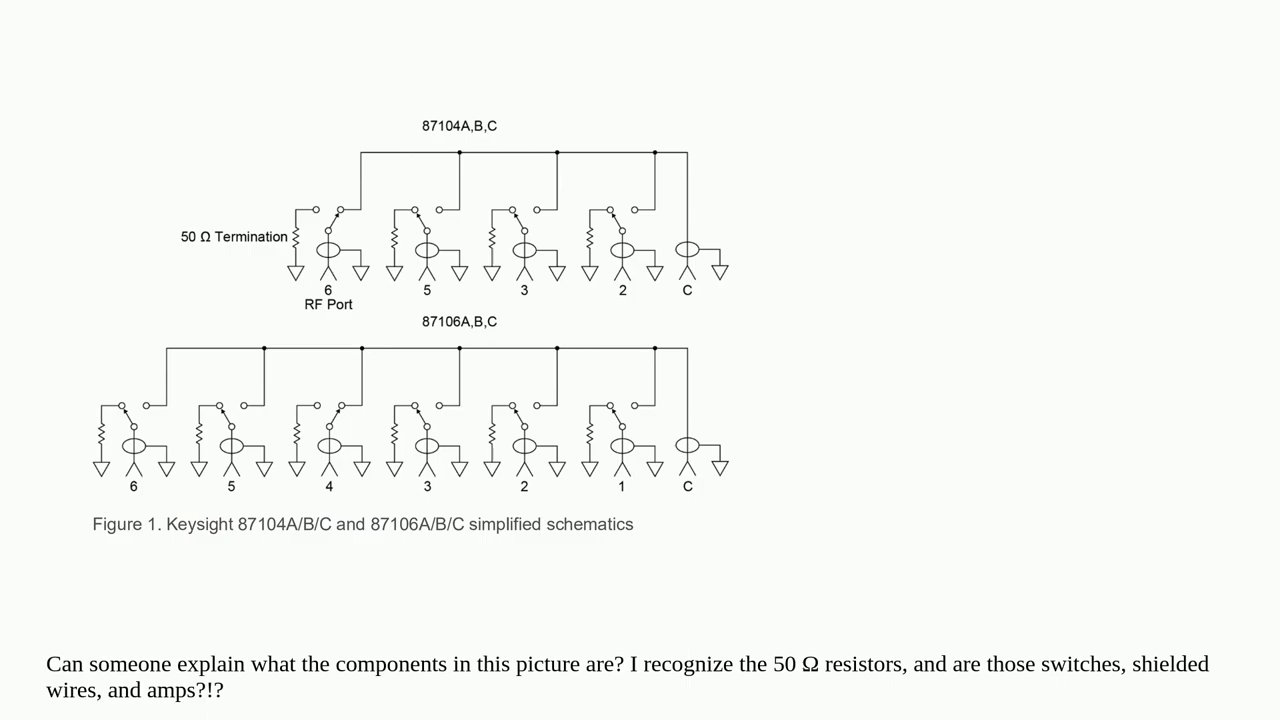 87104A,B,C
50 Ω Termination
6 5 3 2 C
RF Port
87106A,B,C
6 5 4 3 2 1 C
Figure 1. Keysight 87104A/B/C and 87106A/B/C simplified schematics
Can someone explain what the components in this picture are? I recognize the 50 Ω resistors, and are those switches, shielded
wires, and amps?!?